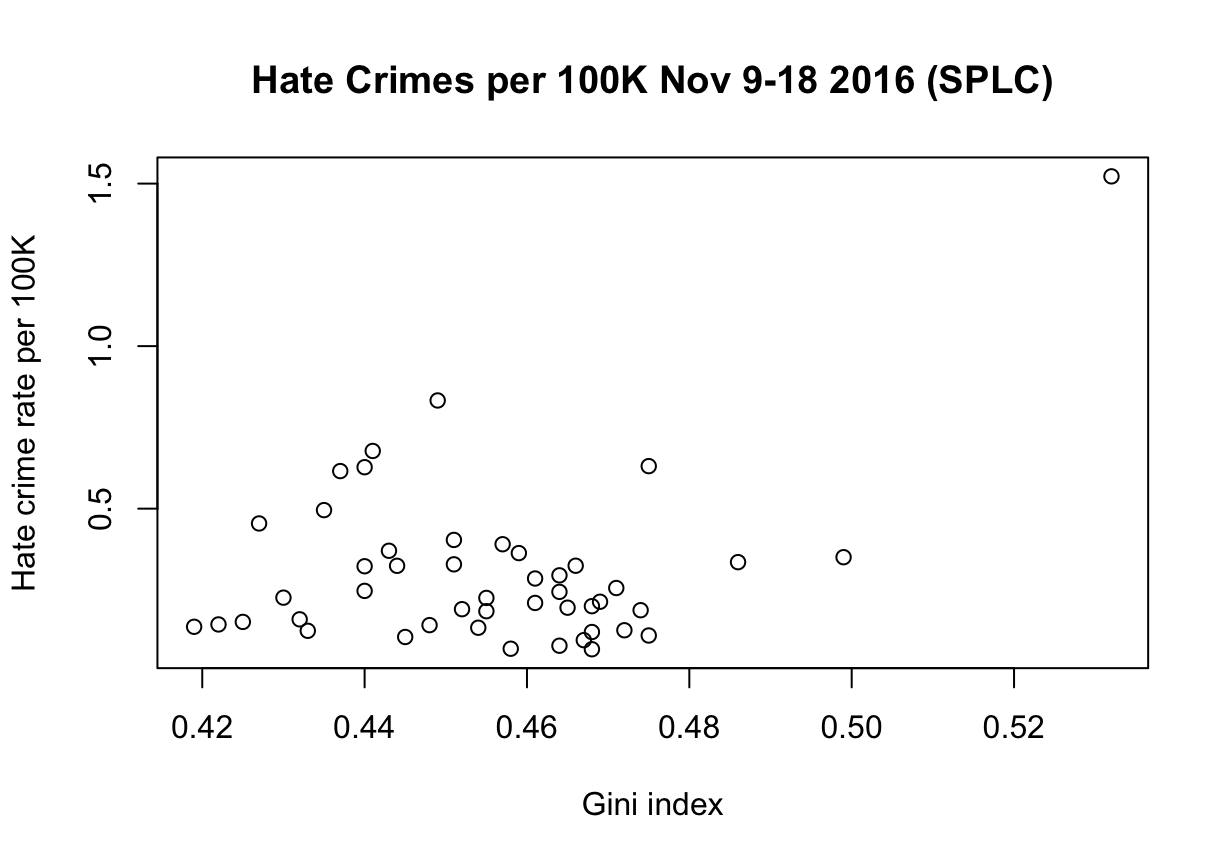 Hate Crimes per 100K Nov 9-18 2016 (SPLC)
Hate crime rate per 100K
1.5
1.0
0.5
0.42 0.44 0.46 0.48 0.50 0.52
Gini index